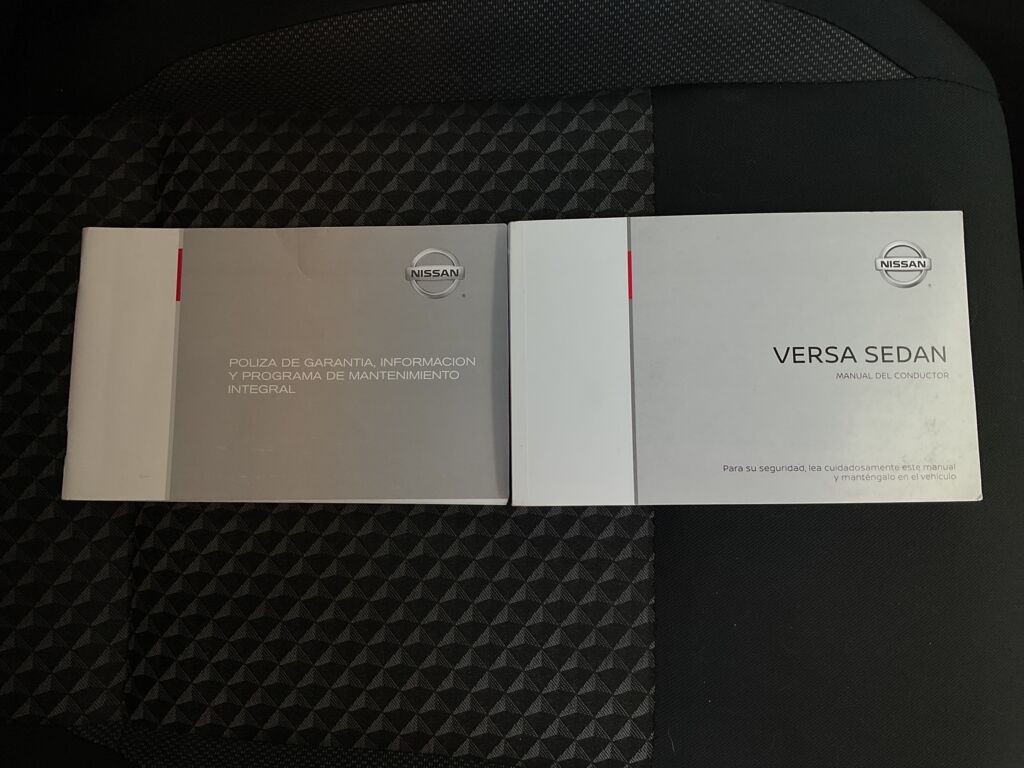 NISSAN
POLIZA DE GARANTIA, INFORMACION
Y PROGRAMA DE MANTENIMIENTO
INTEGRAL
NISSAN
VERSA SEDAN
MANUAL DEL CONDUCTOR
Para su seguridad, lea cuidadosamente este manual
y manténgalo en el vehículo